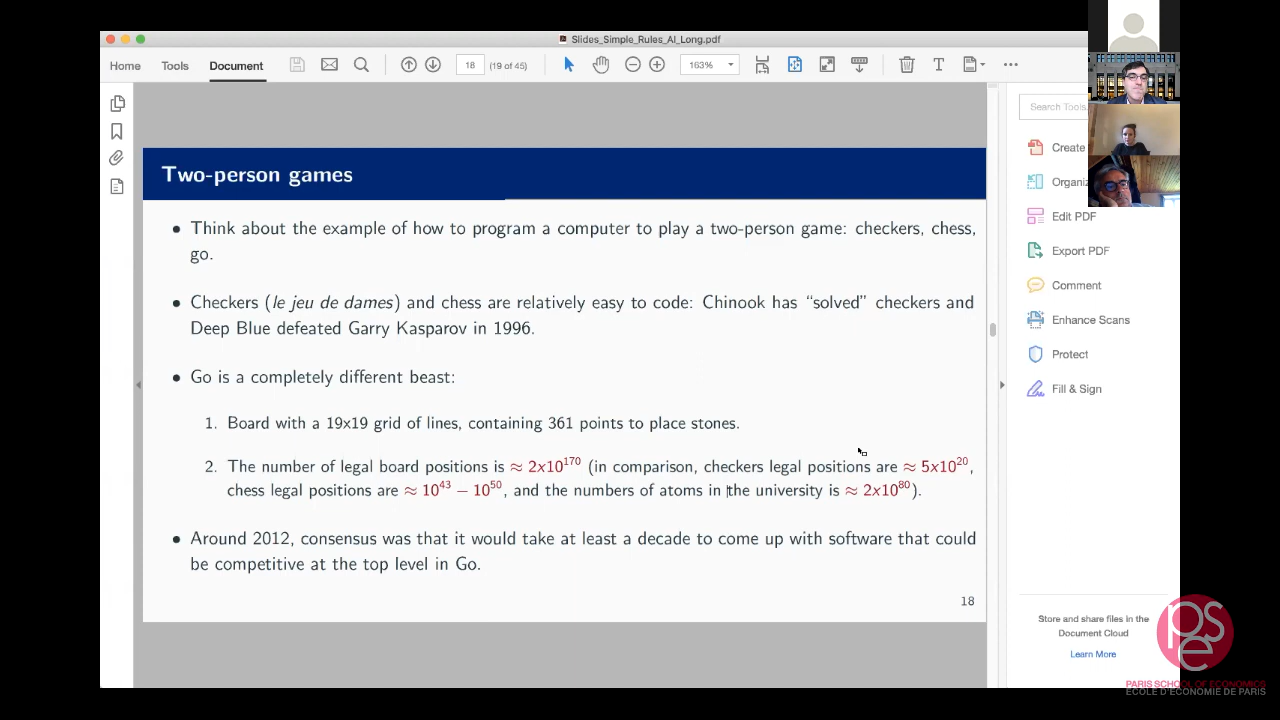 Slides_Simple_Rules_AI_Long.pdf
Home Tools Document 18 (19 of 45) 163%
Search Tools
Two-person games
• Think about the example of how to program a computer to play a two-person game: checkers, chess,
go.
• Checkers (le jeu de dames) and chess are relatively easy to code: Chinook has “solved” checkers and
Deep Blue defeated Garry Kasparov in 1996.
• Go is a completely different beast:
1. Board with a 19x19 grid of lines, containing 361 points to place stones.
2. The number of legal board positions is ≈ 2x10^170 (in comparison, checkers legal positions are ≈ 5x10^20,
chess legal positions are ≈ 10^43 − 10^50, and the numbers of atoms in the university is ≈ 2x10^80).
• Around 2012, consensus was that it would take at least a decade to come up with software that could
be competitive at the top level in Go.
18
Create
Edit PDF
Export PDF
Comment
Enhance Scans
Protect
Fill & Sign
Store and share files in the
Document Cloud
Learn More
pse
PARIS SCHOOL OF ECONOMICS
ÉCOLE D'ÉCONOMIE DE PARIS